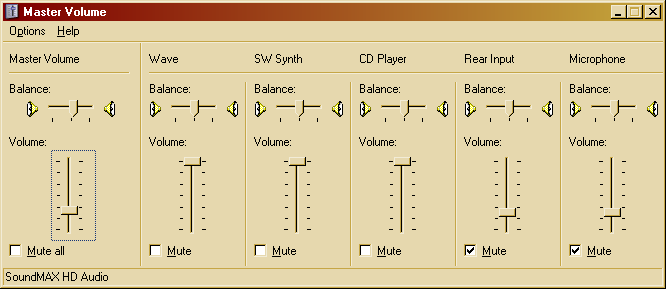 Master Volume
Options Help
Master Volume Wave SW Synth CD Player Rear Input Microphone
Balance: Balance: Balance: Balance: Balance: Balance:
Volume: Volume: Volume: Volume: Volume: Volume:
Mute all Mute Mute Mute Mute Mute
SoundMAX HD Audio